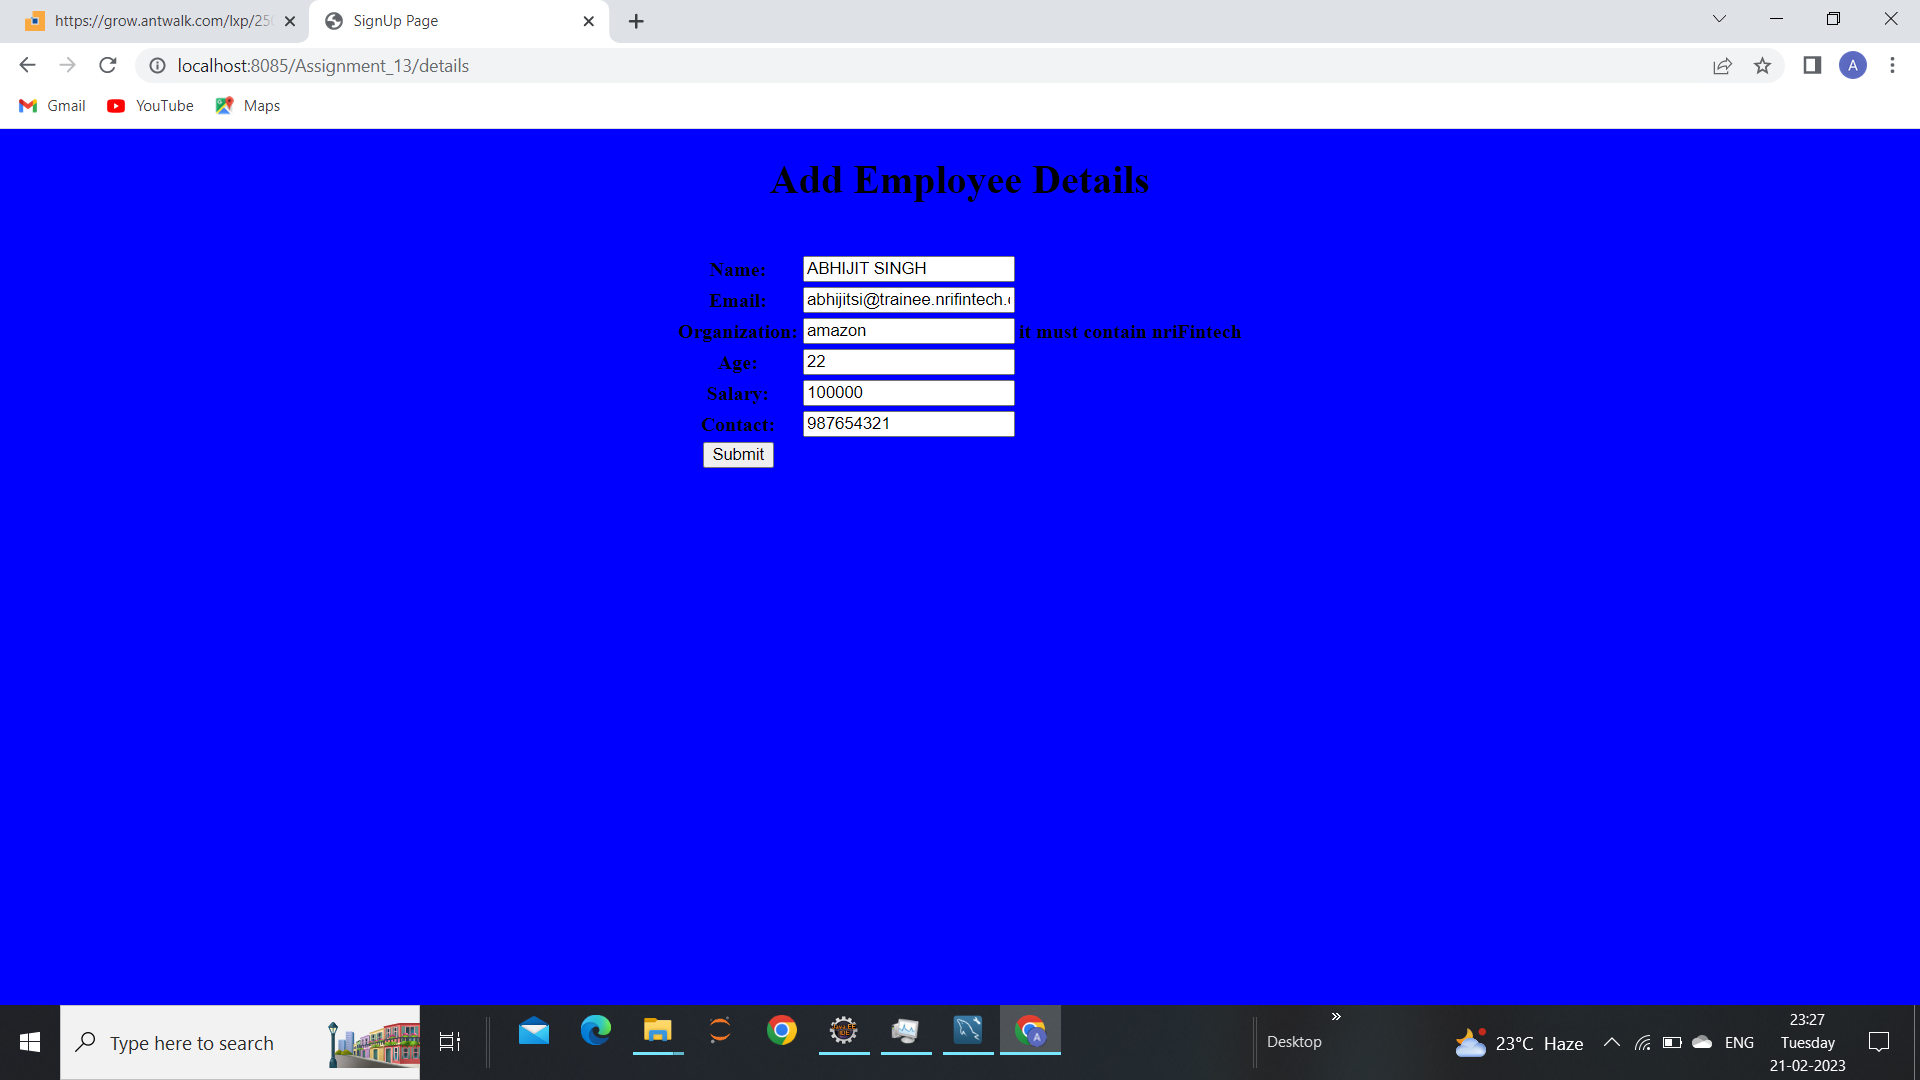 https://grow.antwalk.com/lxp/25
SignUp Page
localhost:8085/Assignment_13/details
A
Gmail
YouTube
Maps
Add Employee Details
Name: ABHIJIT SINGH
Email: abhijitsi@trainee.nrifintech.
Organization: amazon it must contain nriFintech
Age: 22
Salary: 100000
Contact: 987654321
Submit
Type here to search
Desktop
23°C Haze
ENG
23:27
Tuesday
21-02-2023